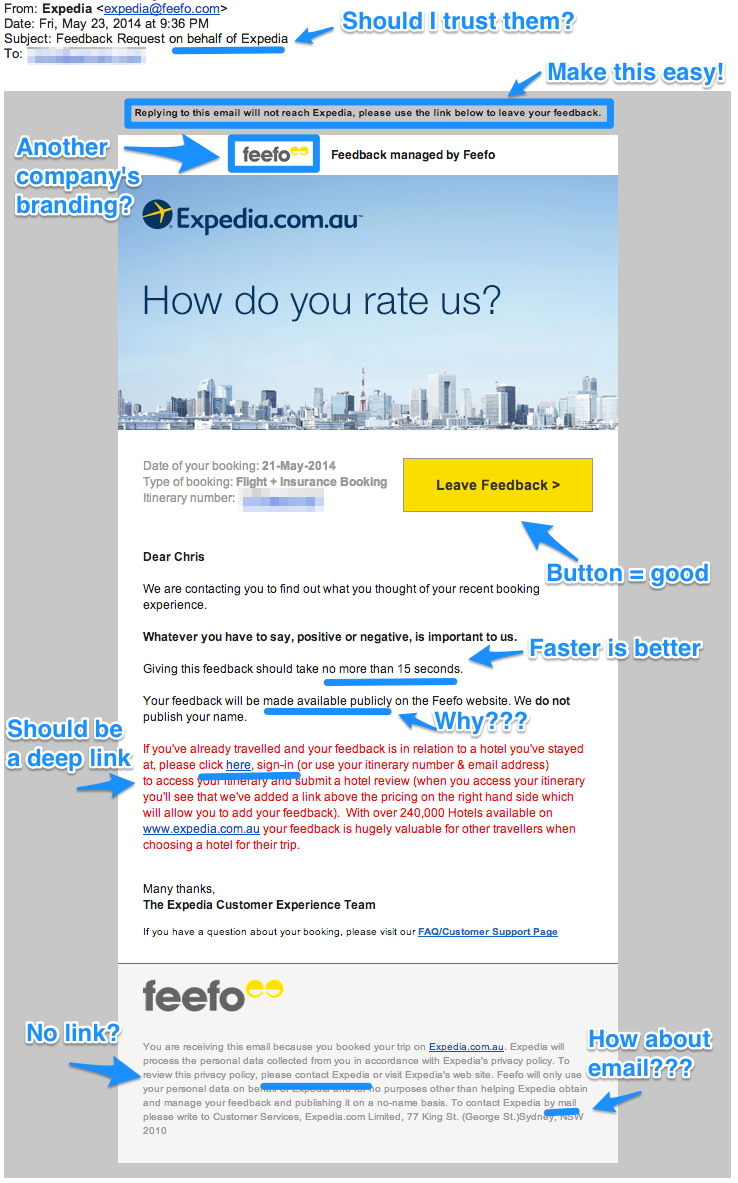 From: Expedia <expedia@feefo.com>
Date: Fri, May 23, 2014 at 9:36 PM
Subject: Feedback Request on behalf of Expedia
To:
Should I trust them?
Make this easy!
Replying to this email will not reach Expedia, please use the link below to leave your feedback.
Another
company's
branding?
feefo
Feedback managed by Feefo
Expedia.com.au™
How do you rate us?
Date of your booking: 21-May-2014
Type of booking: Flight + Insurance Booking
Itinerary number:
Leave Feedback >
Button = good
Dear Chris
We are contacting you to find out what you thought of your recent booking
experience.
Whatever you have to say, positive or negative, is important to us.
Faster is better
Giving this feedback should take no more than 15 seconds.
Your feedback will be made available publicly on the Feefo website. We do not
publish your name.
Why???
Should be
a deep link
If you've already travelled and your feedback is in relation to a hotel you've stayed
at, please click here, sign-in (or use your itinerary number & email address)
to access your itinerary and submit a hotel review (when you access your itinerary
you'll see that we've added a link above the pricing on the right hand side which
will allow you to add your feedback). With over 240,000 Hotels available on
www.expedia.com.au your feedback is hugely valuable for other travellers when
choosing a hotel for their trip.
Many thanks,
The Expedia Customer Experience Team
If you have a question about your booking, please visit our FAQ/Customer Support Page
feefo
No link?
How about
email???
You are receiving this email because you booked your trip on Expedia.com.au. Expedia will
process the personal data collected from you in accordance with Expedia's privacy policy. To
review this privacy policy, please contact Expedia or visit Expedia's web site. Feefo will only use
your personal data on behalf of Expedia and for no purposes other than helping Expedia obtain
and manage your feedback and publishing it on a no-name basis. To contact Expedia by mail
please write to Customer Services, Expedia.com Limited, 77 King St. (George St.)Sydney, NSW
2010